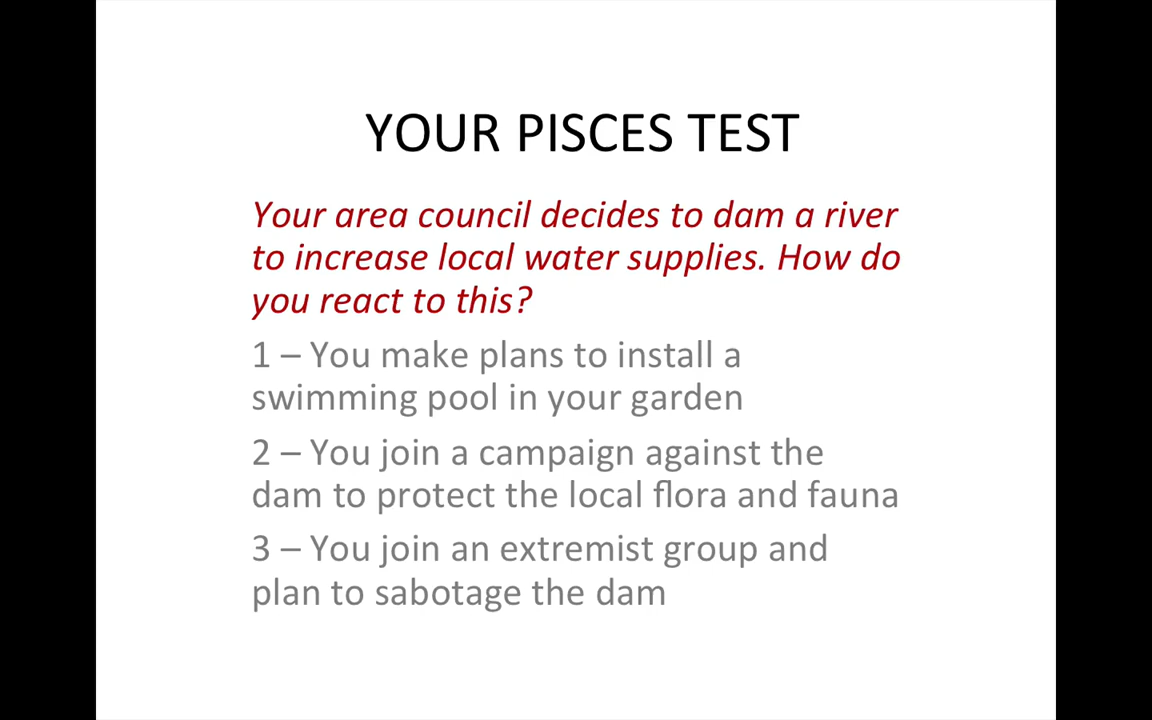 YOUR PISCES TEST
Your area council decides to dam a river
to increase local water supplies. How do
you react to this?
1 – You make plans to install a
swimming pool in your garden
2 – You join a campaign against the
dam to protect the local flora and fauna
3 – You join an extremist group and
plan to sabotage the dam